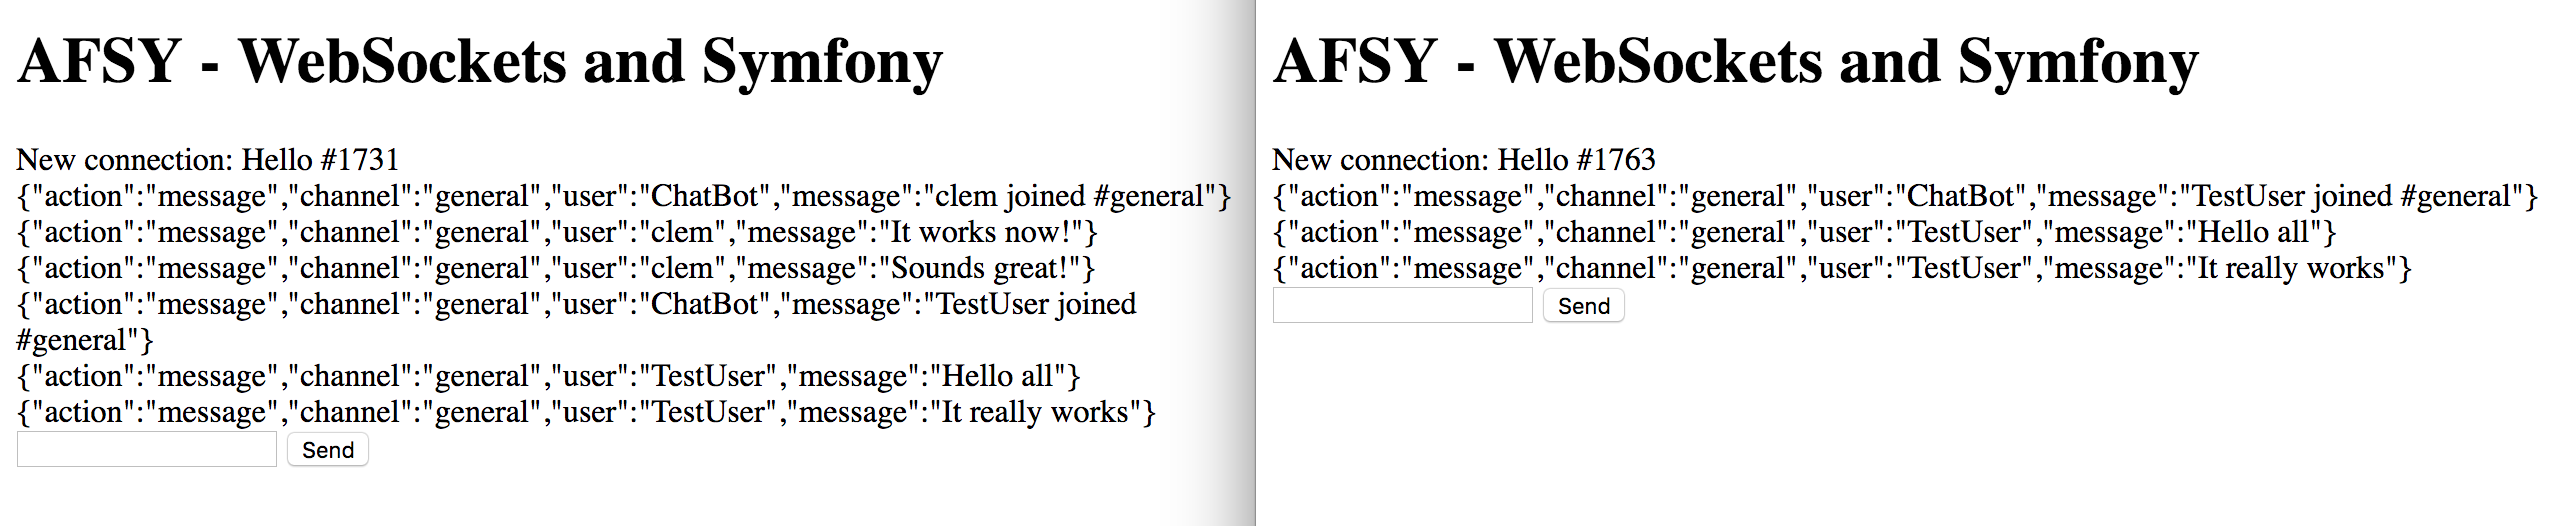 AFSY - WebSockets and Symfony
New connection: Hello #1731
{"action":"message","channel":"general","user":"ChatBot","message":"clem joined #general"}
{"action":"message","channel":"general","user":"clem","message":"It works now!"}
{"action":"message","channel":"general","user":"clem","message":"Sounds great!"}
{"action":"message","channel":"general","user":"ChatBot","message":"TestUser joined
#general"}
{"action":"message","channel":"general","user":"TestUser","message":"Hello all"}
{"action":"message","channel":"general","user":"TestUser","message":"It really works"}
Send
AFSY - WebSockets and Symfony
New connection: Hello #1763
{"action":"message","channel":"general","user":"ChatBot","message":"TestUser joined #general"}
{"action":"message","channel":"general","user":"TestUser","message":"Hello all"}
{"action":"message","channel":"general","user":"TestUser","message":"It really works"}
Send